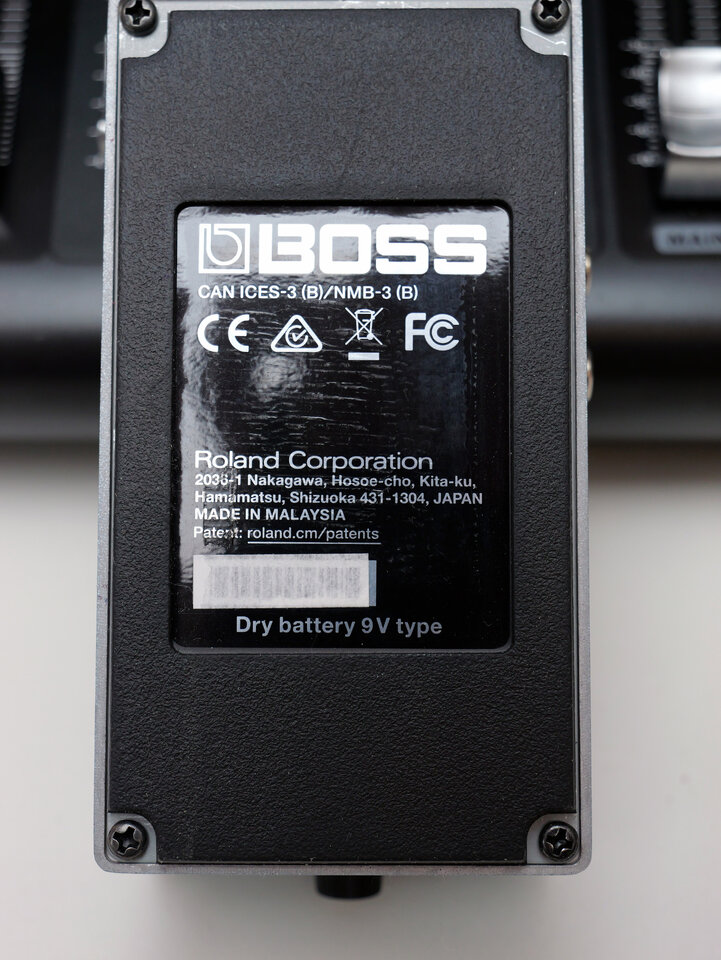 BOSS
CAN ICES-3 (B)/NMB-3 (B)
CE FC
Roland Corporation
2036-1 Nakagawa, Hosoe-cho, Kita-ku,
Hamamatsu, Shizuoka 431-1304, JAPAN
MADE IN MALAYSIA
Patent: roland.cm/patents
Dry battery 9V type
MAIN